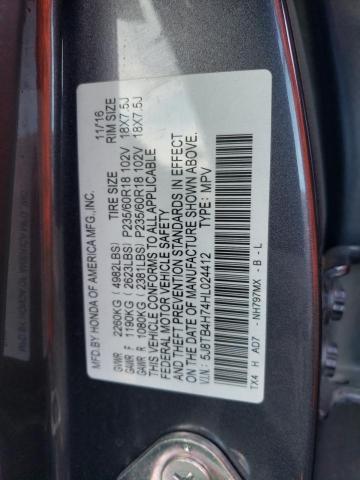 MFD.BY HONDA OF AMERICA MFG.,INC. 11/16
TIRE SIZE RIM SIZE
GVWR 2260KG ( 4982LBS)
GAWR F 1190KG ( 2623LBS) P235/60R18 102V 18X7.5J
GAWR R 1080KG ( 2381LBS) P235/60R18 102V 18X7.5J
THIS VEHICLE CONFORMS TO ALL APPLICABLE
FEDERAL MOTOR VEHICLE SAFETY, BUMPER,
AND THEFT PREVENTION STANDARDS IN EFFECT
ON THE DATE OF MANUFACTURE SHOWN ABOVE.
V.I.N.: 5J8TB4H74HL024412 TYPE: MPV
TX4 H AD7 - NH797MX - B - L